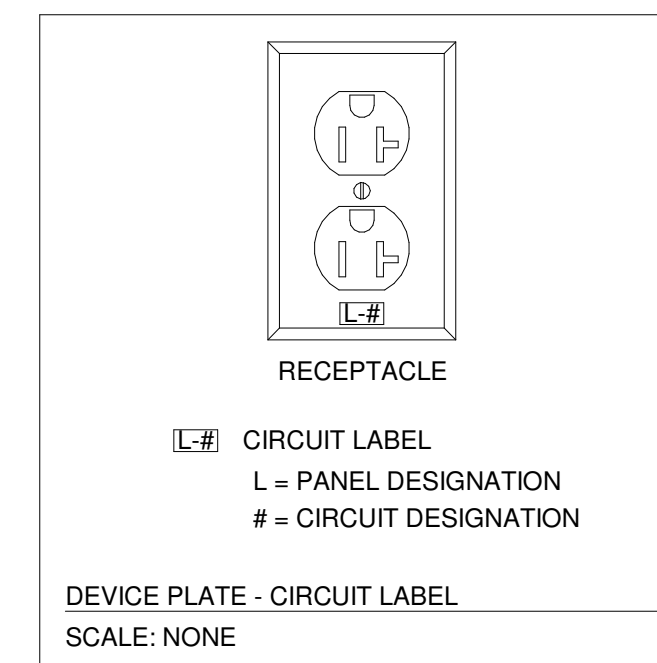 L-#
RECEPTACLE
L-# CIRCUIT LABEL
L = PANEL DESIGNATION
# = CIRCUIT DESIGNATION
DEVICE PLATE - CIRCUIT LABEL
SCALE: NONE